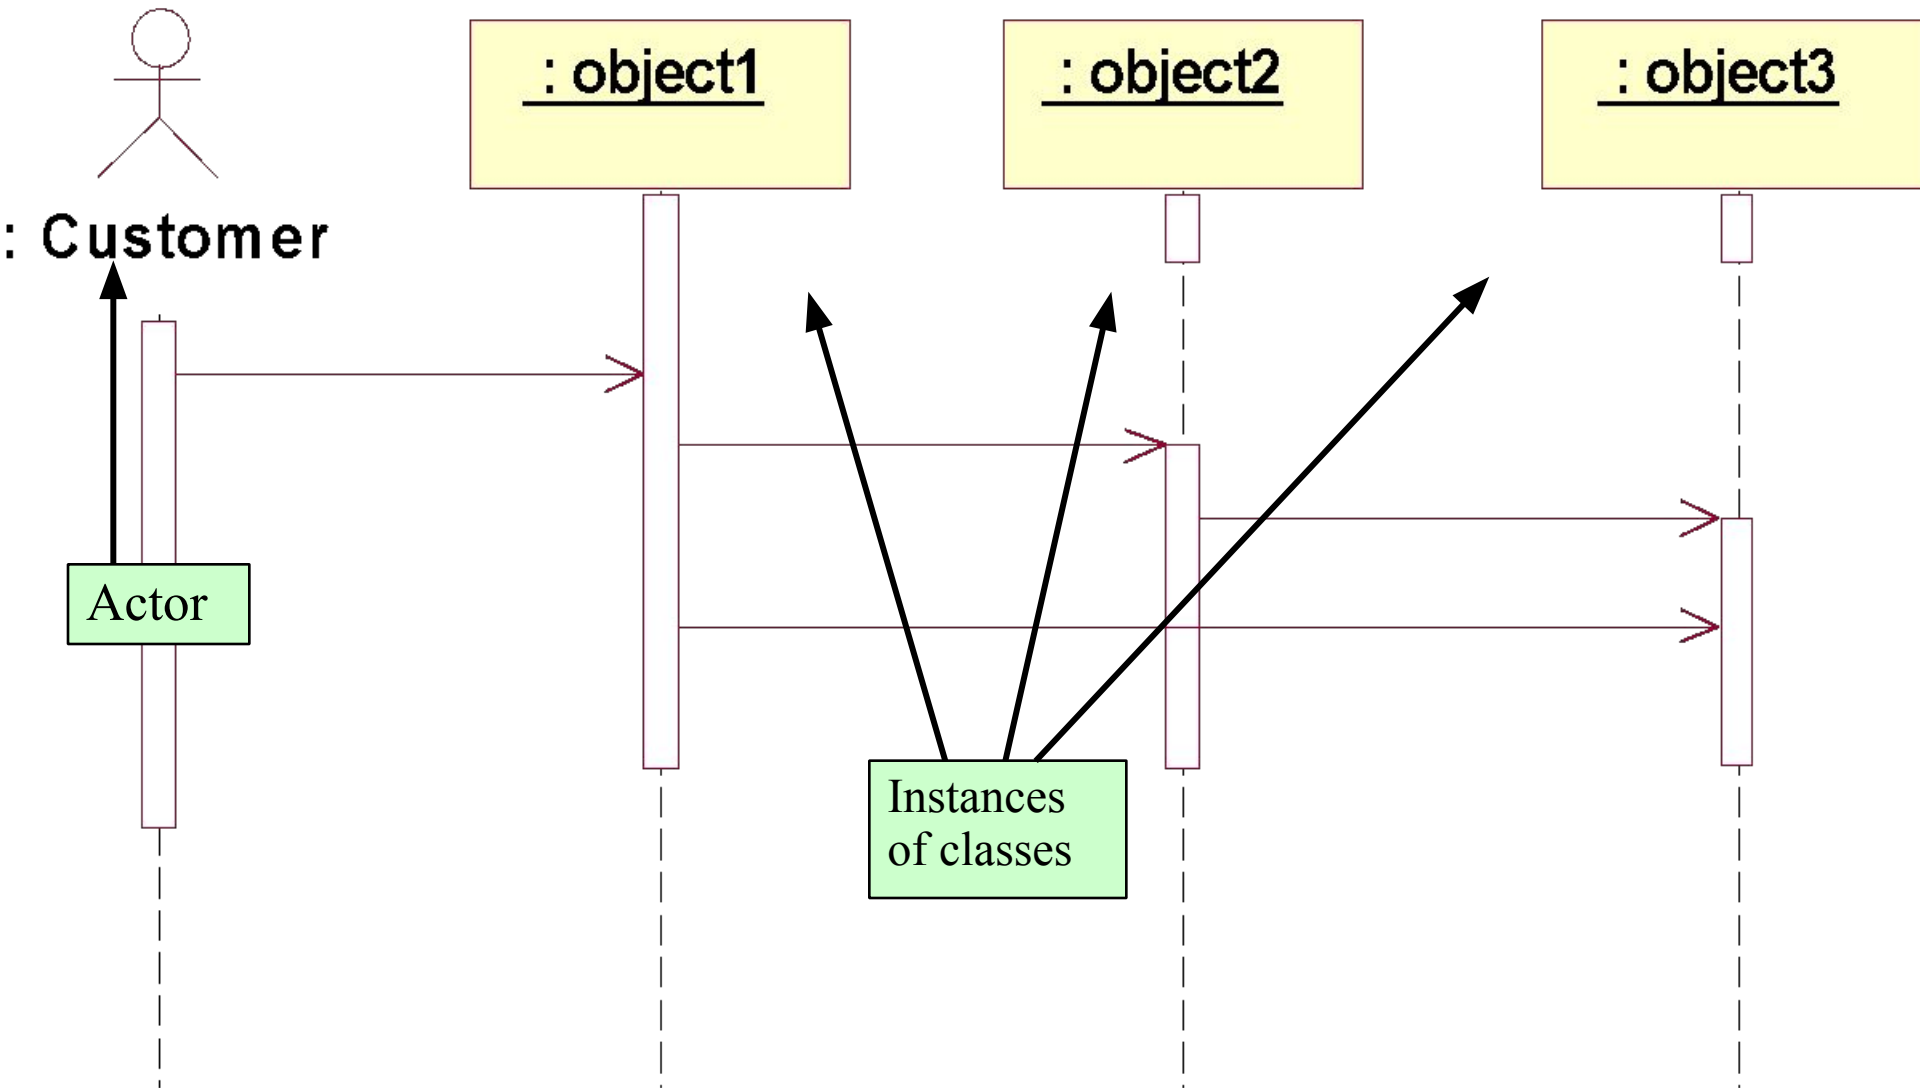 : object1
: object2
: object3
: Customer
Actor
Instances
of classes